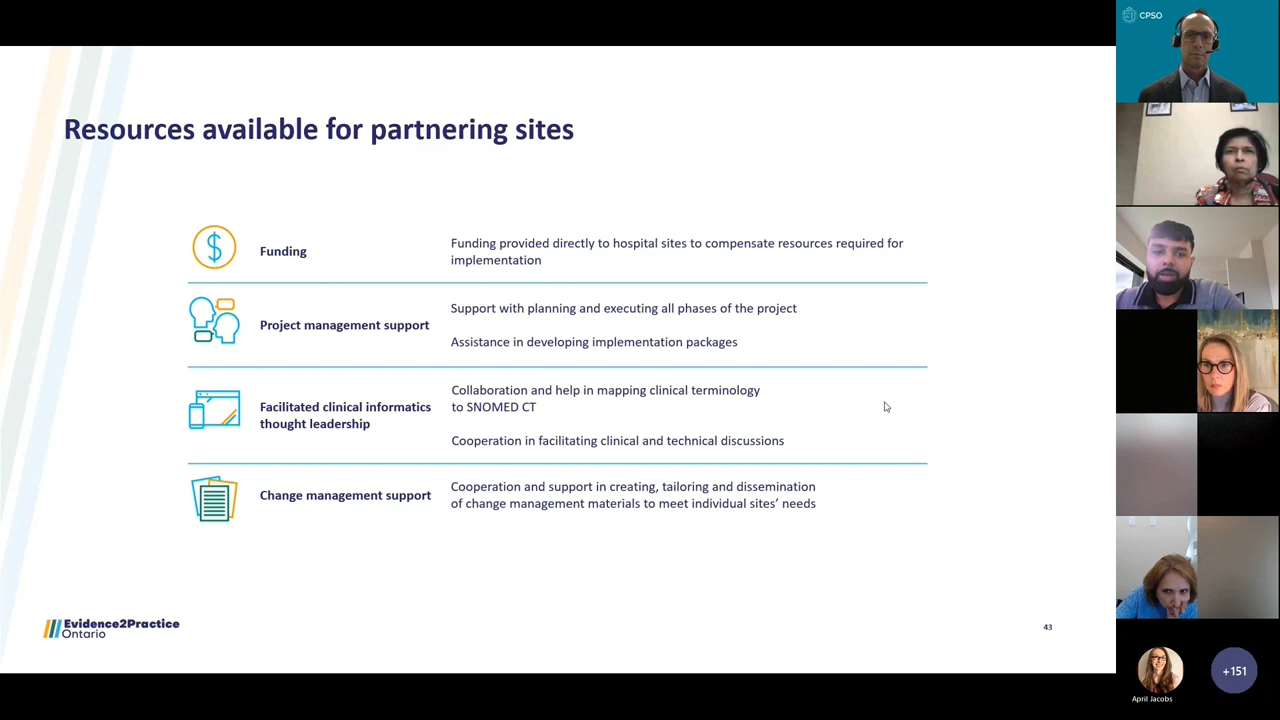 CPSO
Resources available for partnering sites
Funding
Funding provided directly to hospital sites to compensate resources required for
implementation
Project management support
Support with planning and executing all phases of the project
Assistance in developing implementation packages
Facilitated clinical informatics
thought leadership
Collaboration and help in mapping clinical terminology
to SNOMED CT
Cooperation in facilitating clinical and technical discussions
Change management support
Cooperation and support in creating, tailoring and dissemination
of change management materials to meet individual sites’ needs
Evidence2Practice
Ontario
43
+151
April Jacobs